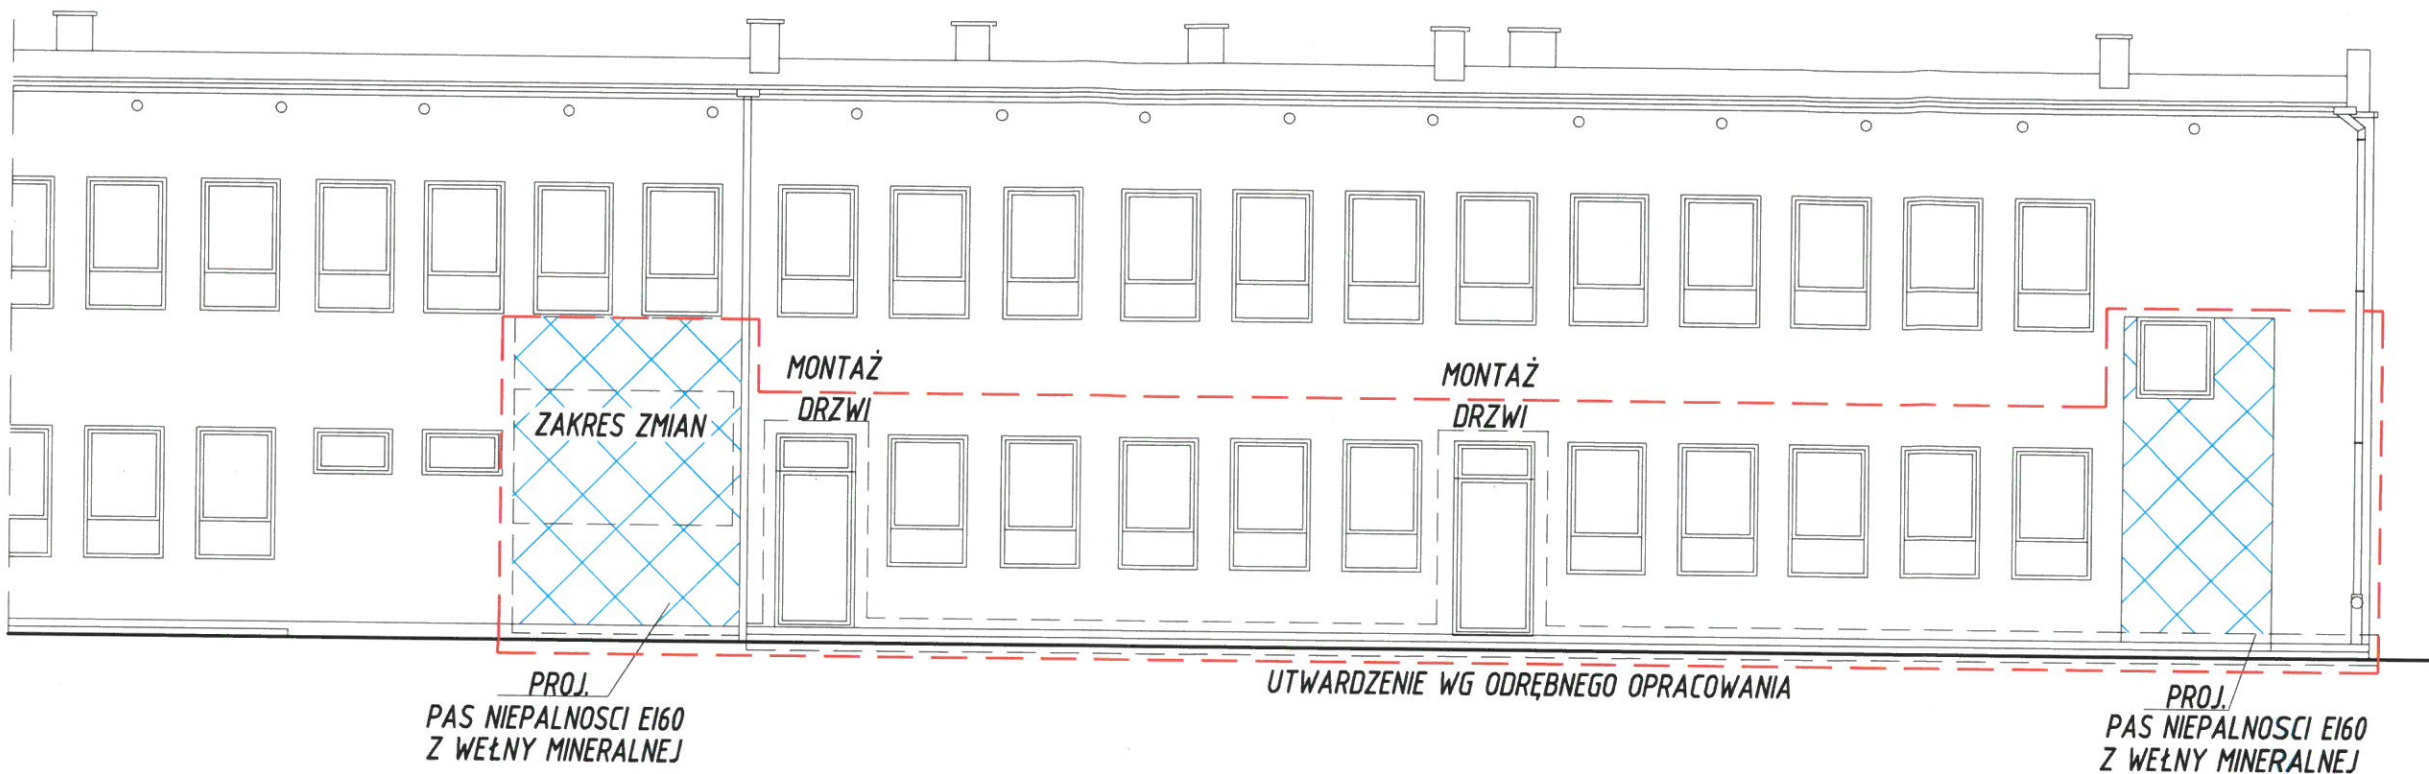 MONTAŻ
DRZWI
MONTAŻ
DRZWI
ZAKRES ZMIAN
PROJ.
PAS NIEPALNOSCI EI60
Z WEŁNY MINERALNEJ
UTWARDZENIE WG ODRĘBNEGO OPRACOWANIA
PROJ.
PAS NIEPALNOSCI EI60
Z WEŁNY MINERALNEJ